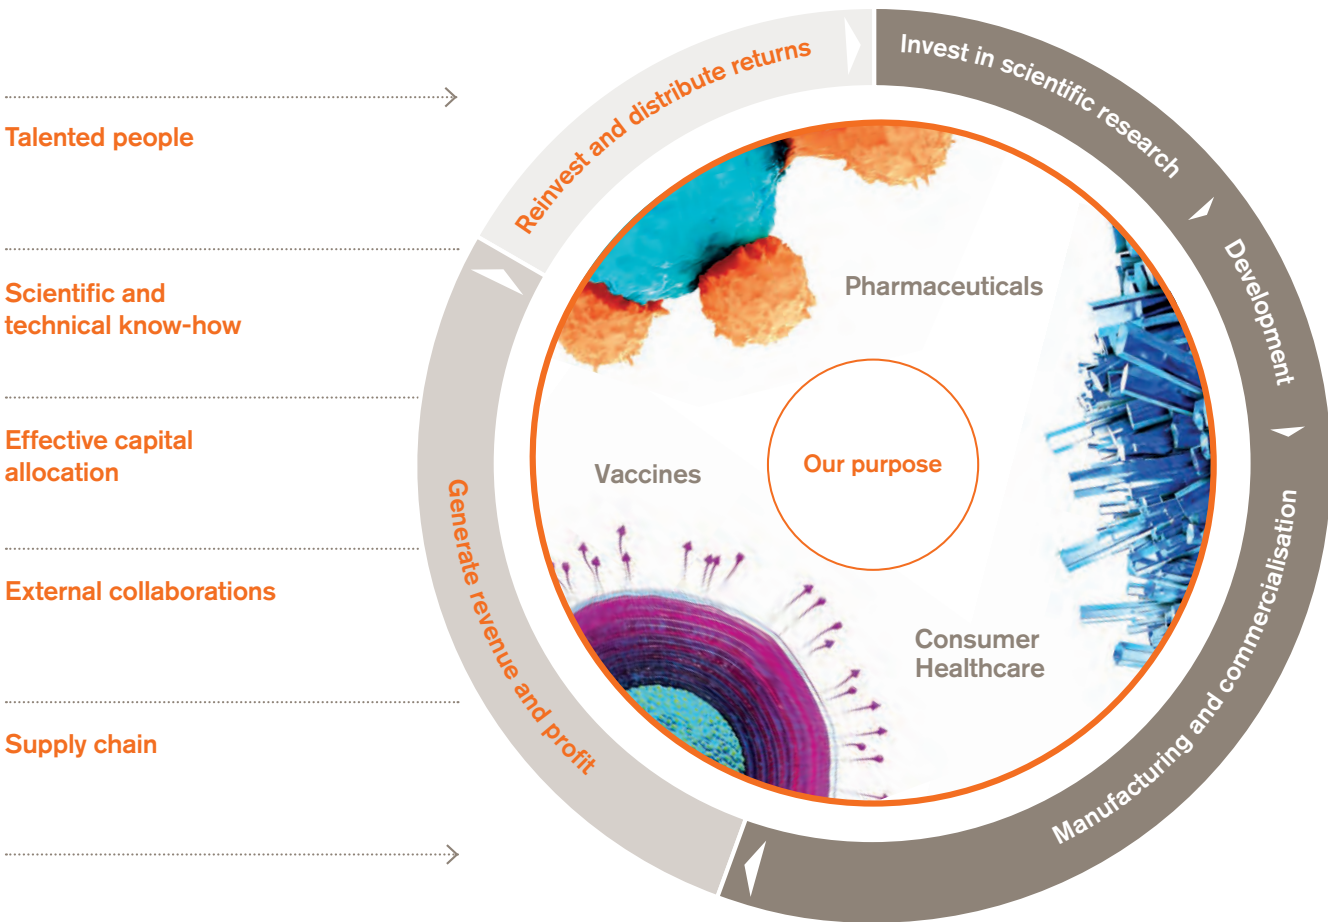 Talented people
Scientific and
technical know-how
Effective capital
allocation
External collaborations
Supply chain
Invest in scientific research
Development
Manufacturing and commercialisation
Generate revenue and profit
Reinvest and distribute returns
Pharmaceuticals
Vaccines
Our purpose
Consumer
Healthcare